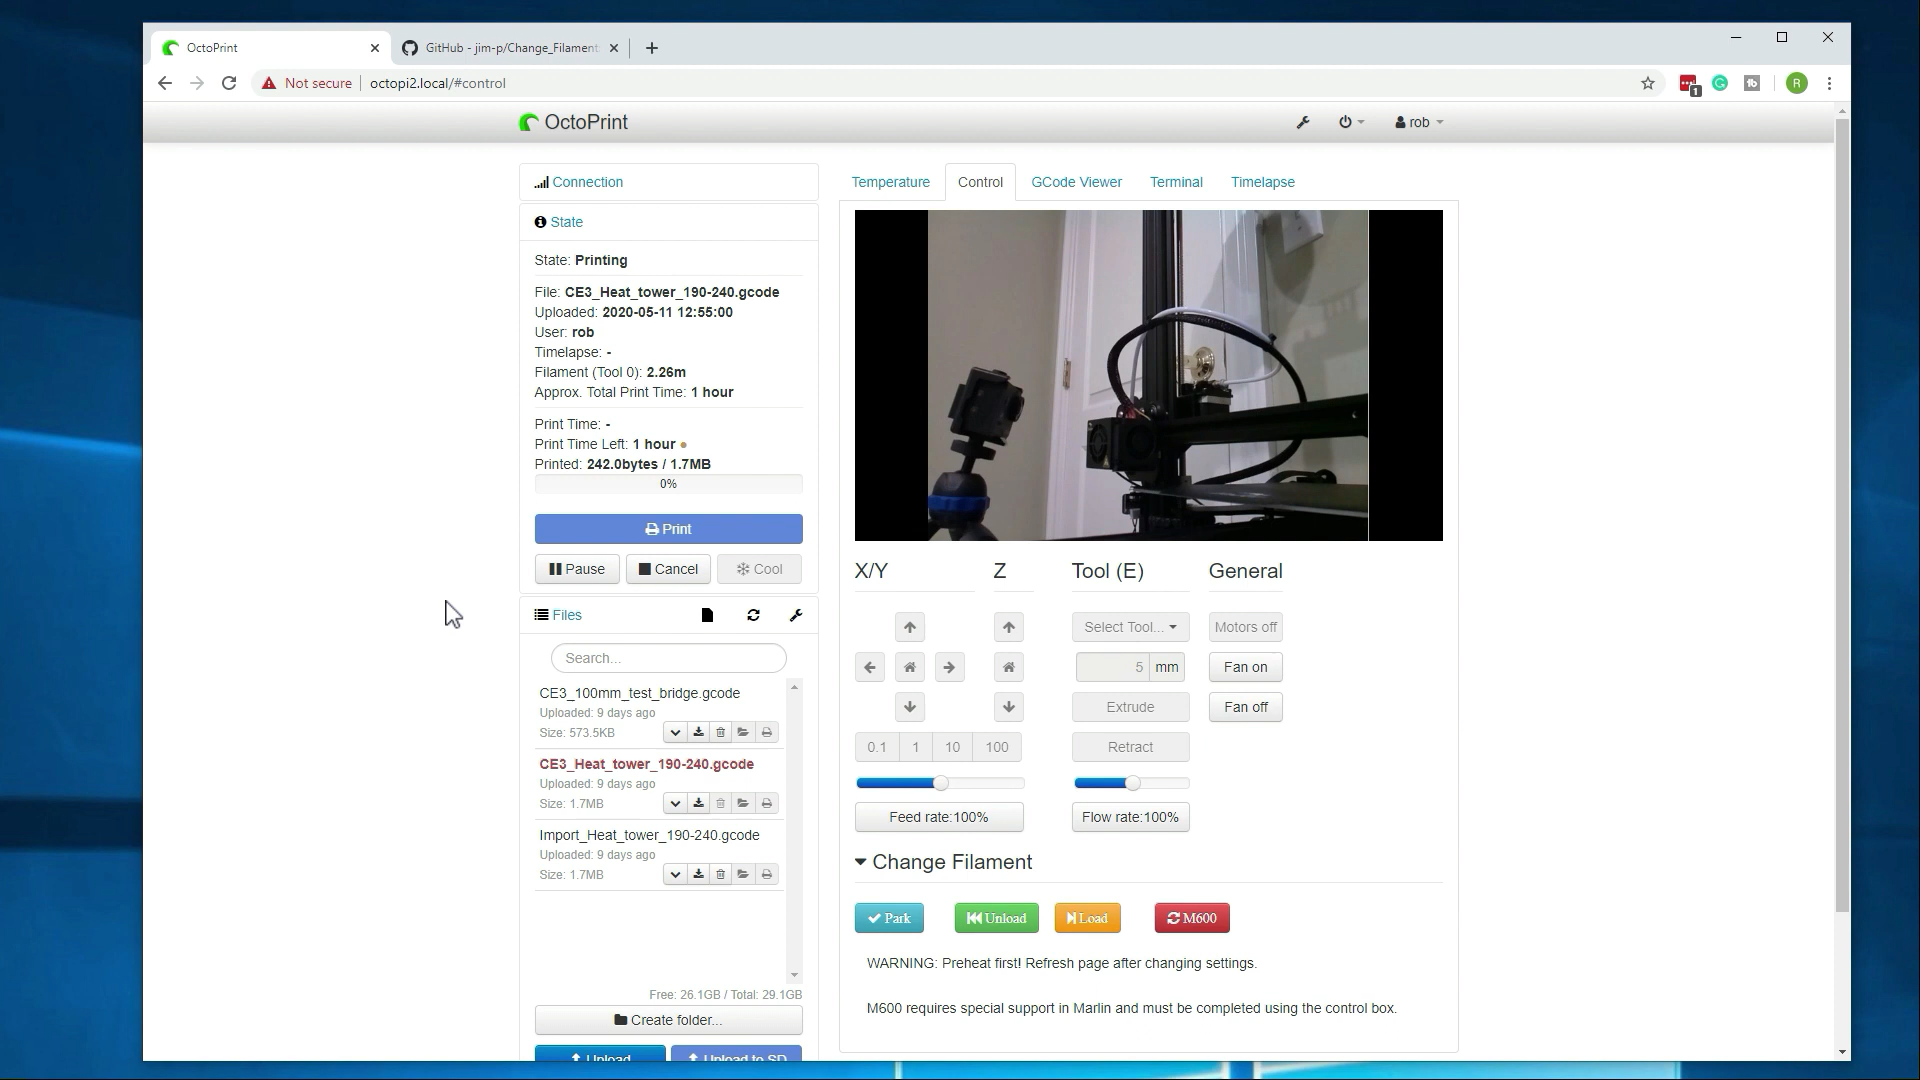 OctoPrint
GitHub - jim-p/Change_Filament
Not secure
octopi2.local/#control
1
R
OctoPrint
rob
Connection
State
State: Printing
File: CE3_Heat_tower_190-240.gcode
Uploaded: 2020-05-11 12:55:00
User: rob
Timelapse: -
Filament (Tool 0): 2.26m
Approx. Total Print Time: 1 hour
Print Time: -
Print Time Left: 1 hour
Printed: 242.0bytes / 1.7MB
0%
Print
Pause
Cancel
Cool
Files
Search...
CE3_100mm_test_bridge.gcode
Uploaded: 9 days ago
Size: 573.5KB
CE3_Heat_tower_190-240.gcode
Uploaded: 9 days ago
Size: 1.7MB
Import_Heat_tower_190-240.gcode
Uploaded: 9 days ago
Size: 1.7MB
Free: 26.1GB / Total: 29.1GB
Create folder...
Upload
Upload to SD
Temperature
Control
GCode Viewer
Terminal
Timelapse
X/Y
Z
Tool (E)
General
Select Tool...
Motors off
5 mm
Fan on
Extrude
Fan off
0.1 1 10 100
Retract
Feed rate:100%
Flow rate:100%
Change Filament
Park
Unload
Load
M600
WARNING: Preheat first! Refresh page after changing settings.
M600 requires special support in Marlin and must be completed using the control box.